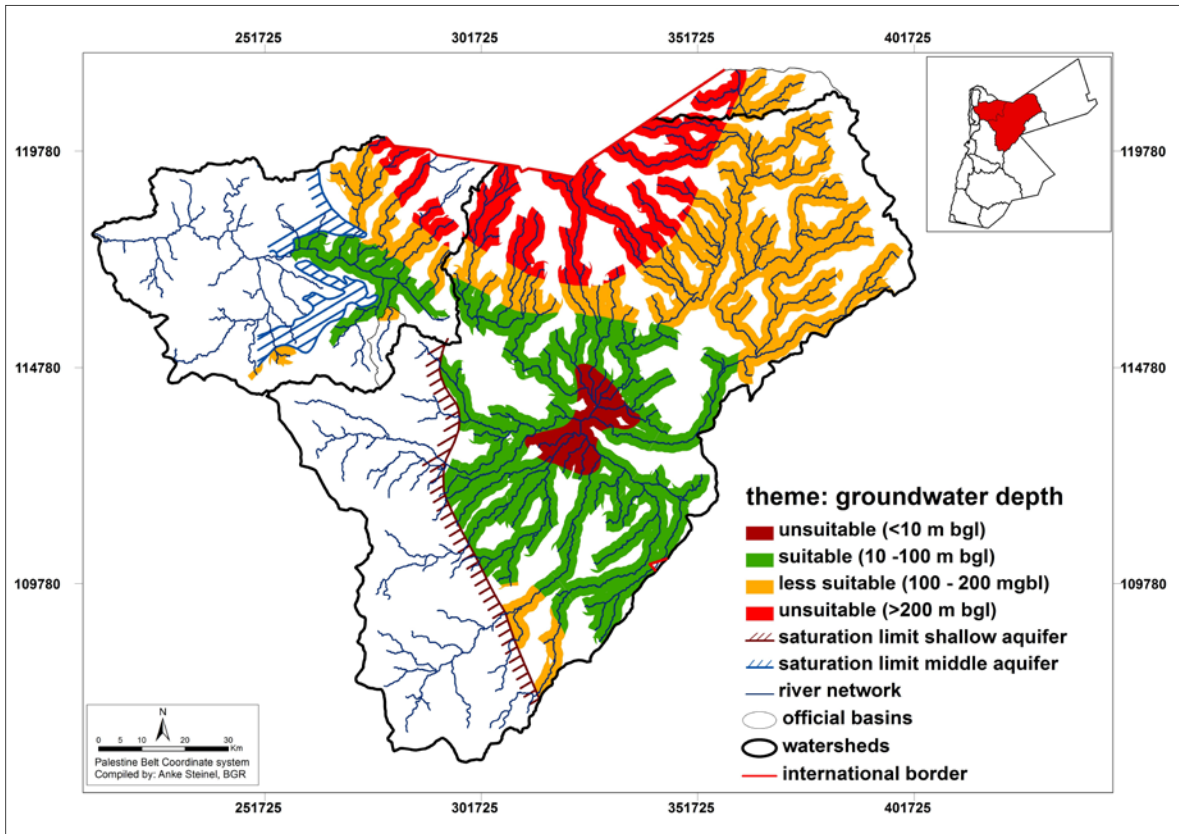 251725 301725 351725 401725
119780 119780
114780 114780
109780 109780
theme: groundwater depth
unsuitable (<10 m bgl)
suitable (10 -100 m bgl)
less suitable (100 - 200 mgbl)
unsuitable (>200 m bgl)
saturation limit shallow aquifer
saturation limit middle aquifer
river network
official basins
watersheds
international border
N
0 5 10 20 30
Km
Palestine Belt Coordinate system
Compiled by: Anke Steinel, BGR
251725 301725 351725 401725